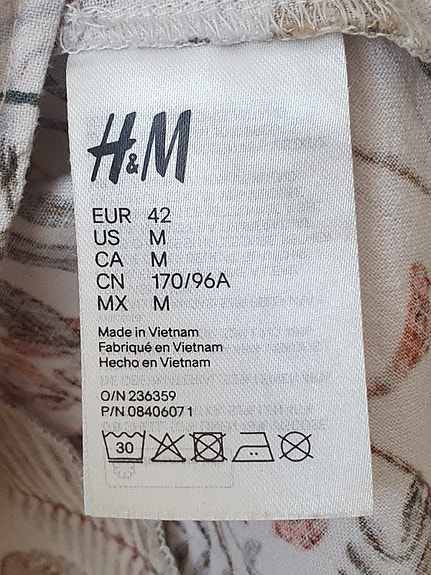 H&M
EUR 42
US M
CA M
CN 170/96A
MX M
Made in Vietnam
Fabriqué en Vietnam
Hecho en Vietnam
O/N 236359
P/N 08406071
30